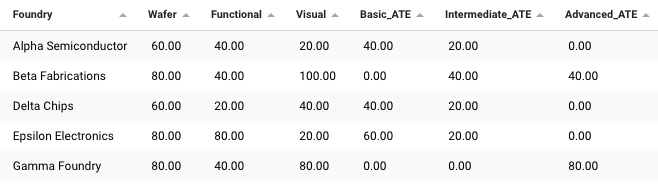 Foundry Wafer Functional Visual Basic_ATE Intermediate_ATE Advanced_ATE
Alpha Semiconductor 60.00 40.00 20.00 40.00 20.00 0.00
Beta Fabrications 80.00 40.00 100.00 0.00 40.00 40.00
Delta Chips 60.00 20.00 40.00 40.00 20.00 0.00
Epsilon Electronics 80.00 80.00 20.00 60.00 20.00 0.00
Gamma Foundry 80.00 40.00 80.00 0.00 0.00 80.00